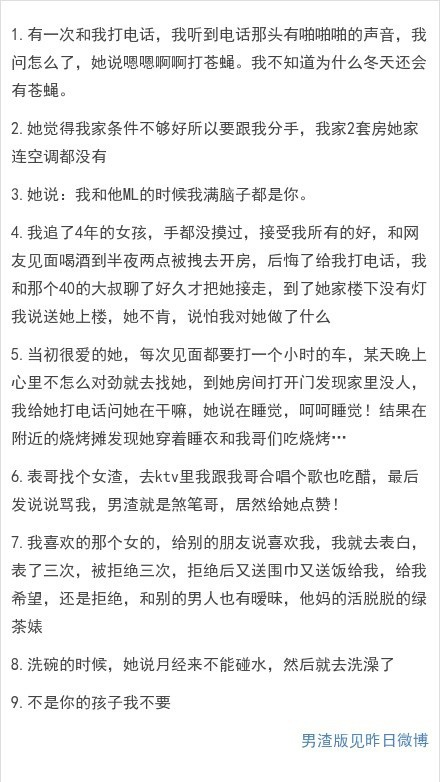 1.有一次和我打电话，我听到电话那头有啪啪啪的声音，我
问怎么了，她说嗯嗯啊啊打苍蝇。我不知道为什么冬天还会
有苍蝇。
2.她觉得我家条件不够好所以要跟我分手，我家2套房她家
连空调都没有
3.她说：我和他ML的时候我满脑子都是你。
4.我追了4年的女孩，手都没摸过，接受我所有的好，和网
友见面喝酒到半夜两点被拽去开房，后悔了给我打电话，我
和那个40的大叔聊了好久才把她接走，到了她家楼下没有灯
我说送她上楼，她不肯，说怕我对她做了什么
5.当初很爱的她，每次见面都要打一个小时的车，某天晚上
心里不怎么对劲就去找她，到她房间打开门发现家里没人，
我给她打电话问她在干嘛，她说在睡觉，呵呵睡觉！结果在
附近的烧烤摊发现她穿着睡衣和我哥们吃烧烤…
6.表哥找个女渣，去ktv里我跟我哥合唱个歌也吃醋，最后
发说说骂我，男渣就是煞笔哥，居然给她点赞！
7.我喜欢的那个女的，给别的朋友说喜欢我，我就去表白，
表了三次，被拒绝三次，拒绝后又送围巾又送饭给我，给我
希望，还是拒绝，和别的男人也有暧昧，他妈的活脱脱的绿
茶婊
8.洗碗的时候，她说月经来不能碰水，然后就去洗澡了
9.不是你的孩子我不要
男渣版见昨日微博